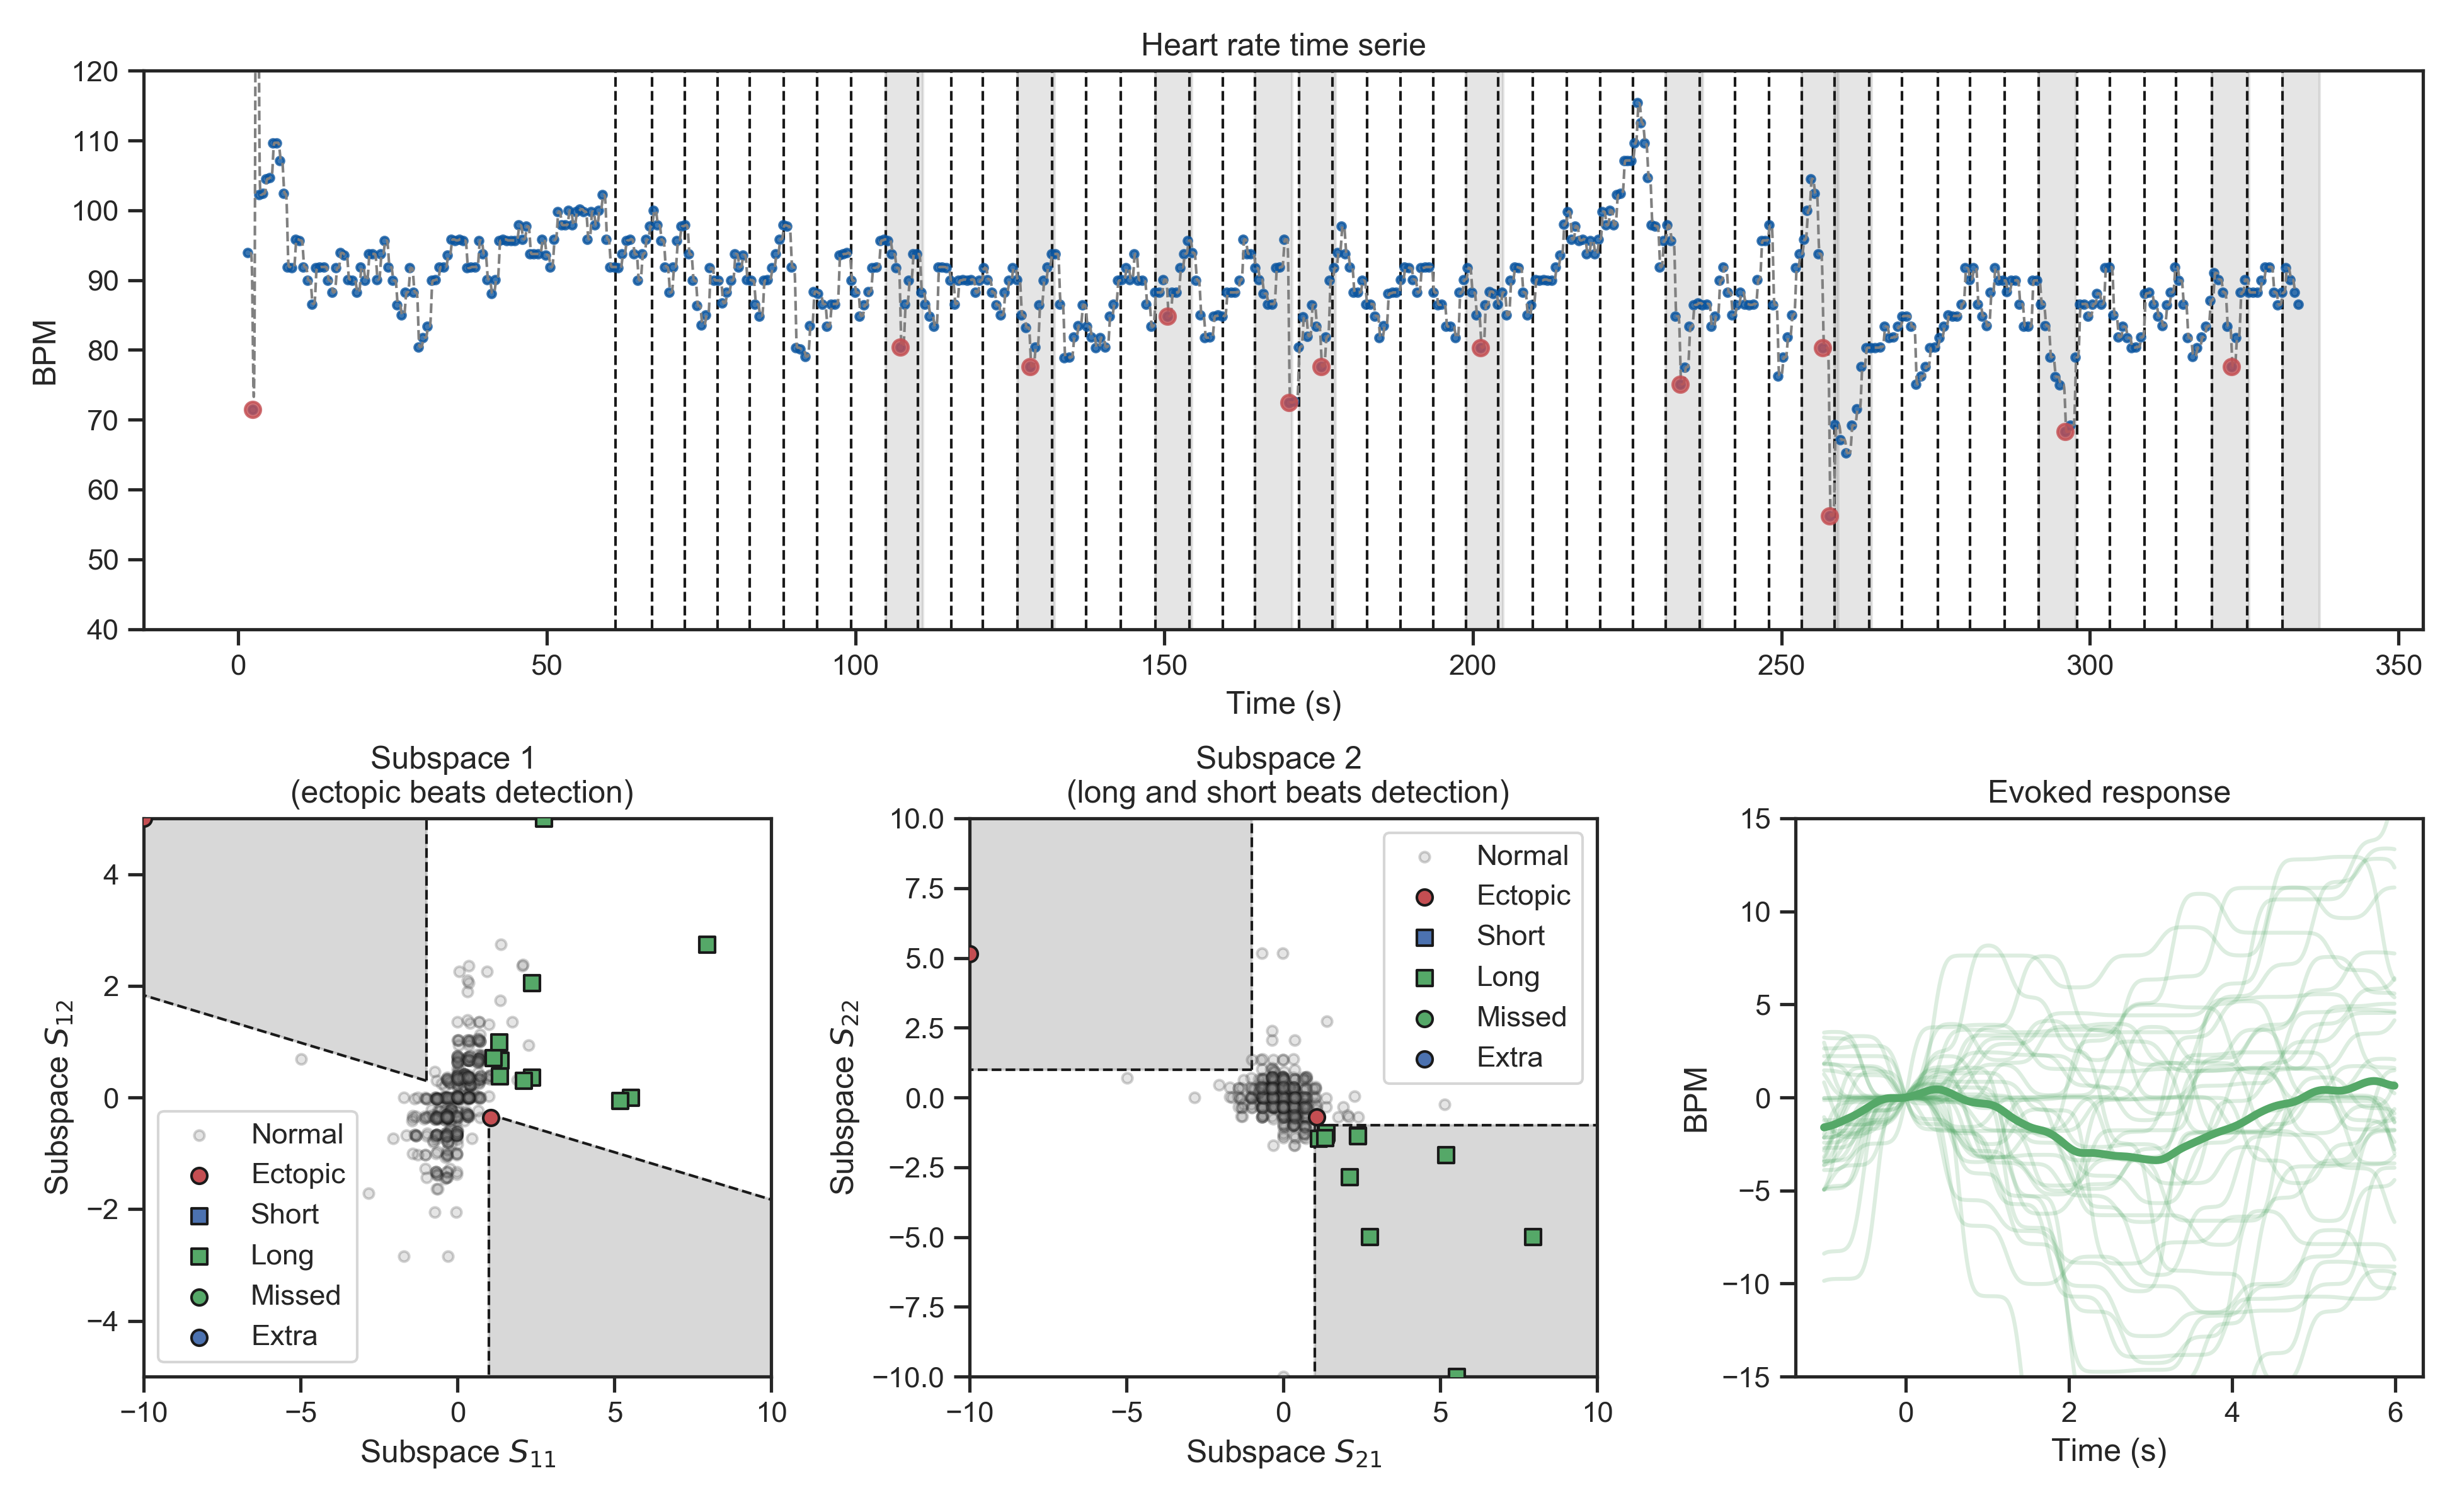 Heart rate time serie
120
110
100
90
80
70
60
50
40
BPM
0 50 100 150 200 250 300 350
Time (s)
Subspace 1
(ectopic beats detection)
4
2
0
−2
−4
Subspace S12
Normal
Ectopic
Short
Long
Missed
Extra
−10 −5 0 5 10
Subspace S11
Subspace 2
(long and short beats detection)
10.0
7.5
5.0
2.5
0.0
−2.5
−5.0
−7.5
−10.0
Subspace S22
Normal
Ectopic
Short
Long
Missed
Extra
−10 −5 0 5 10
Subspace S21
Evoked response
15
10
5
0
−5
−10
−15
BPM
0 2 4 6
Time (s)